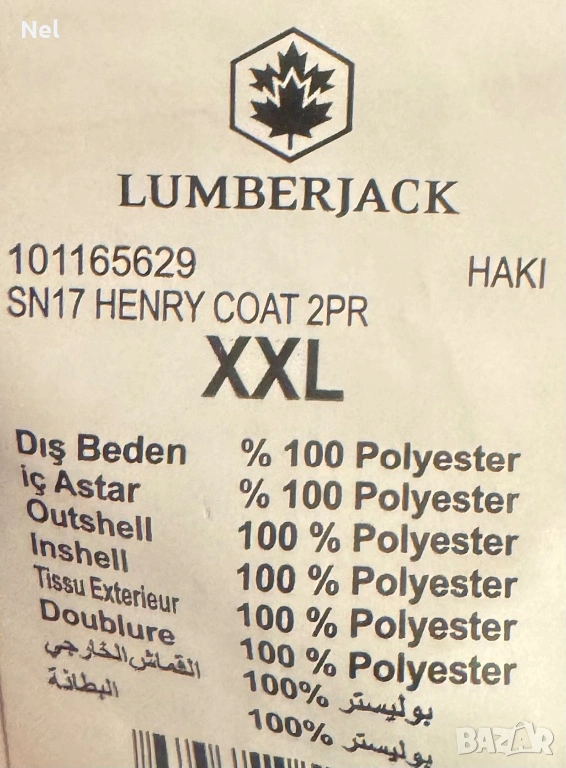 Nel
LUMBERJACK
101165629 HAKI
SN17 HENRY COAT 2PR
XXL
Dış Beden % 100 Polyester
iç Astar % 100 Polyester
Outshell 100 % Polyester
Inshell 100 % Polyester
Tissu Exterieur 100 % Polyester
Doublure 100 % Polyester
القماش الخارجي 100% بوليستر
البطانة 100% بوليستر
BAZAR